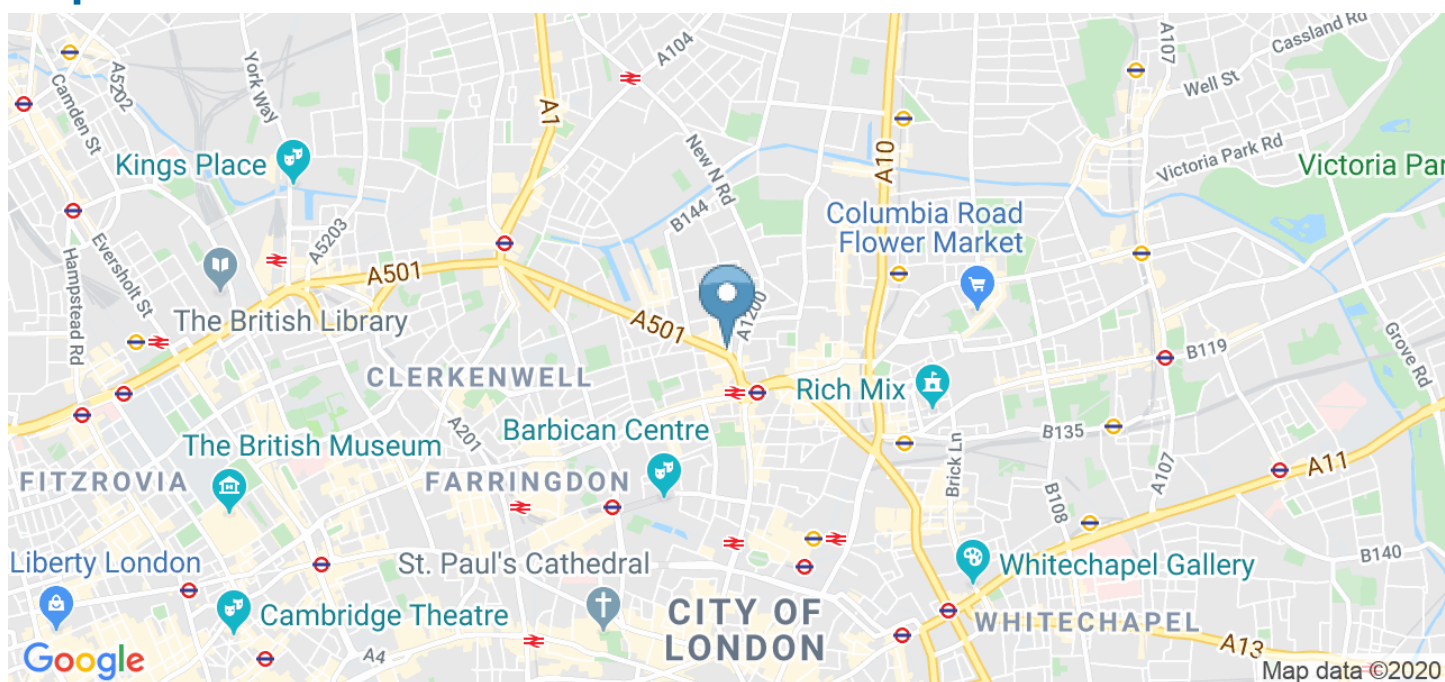 Cassland Rd
A107
A104
A5202
York Way
Well St
Camden St
A1
A10
New N Rd
Victoria Park Rd
Kings Place
Victoria Par
B144
Columbia Road
Flower Market
A5203
Eversholt St
Hampstead Rd
A501
The British Library
A501
A1200
B119
Grove Rd
CLERKENWELL
Rich Mix
Barbican Centre
A201
B135
The British Museum
Brick Ln
A107
A11
FITZROVIA
FARRINGDON
B108
B140
Liberty London
St. Paul's Cathedral
Whitechapel Gallery
Cambridge Theatre
CITY OF
LONDON
WHITECHAPEL
A13
Google
A4
Map data ©2020